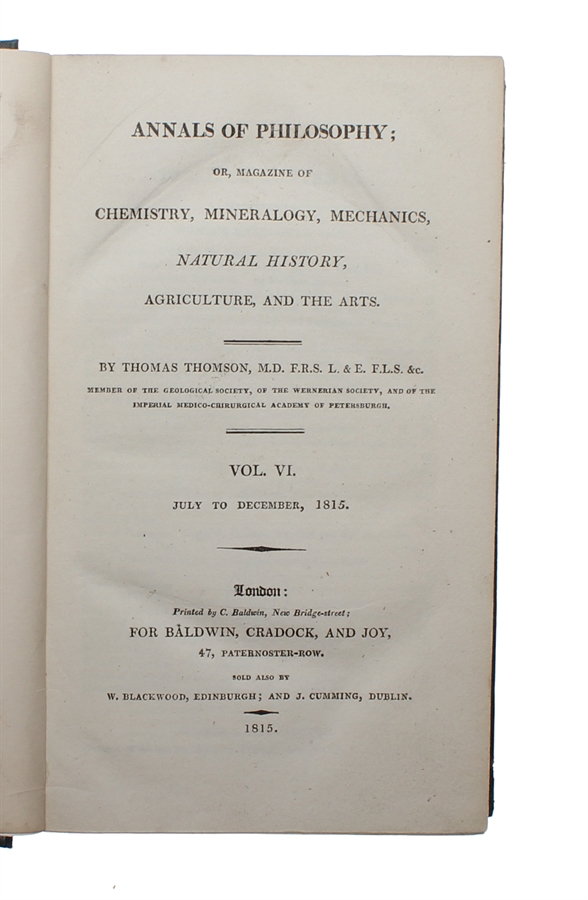 ANNALS OF PHILOSOPHY;
OR, MAGAZINE OF
CHEMISTRY, MINERALOGY, MECHANICS,
NATURAL HISTORY,
AGRICULTURE, AND THE ARTS.
BY THOMAS THOMSON, M.D. F.R.S. L. & E. F.L.S. &c.
MEMBER OF THE GEOLOGICAL SOCIETY, OF THE WERNERIAN SOCIETY, AND OF THE
IMPERIAL MEDICO-CHIRURGICAL ACADEMY OF PETERSBURGH.
VOL. VI.
JULY TO DECEMBER, 1815.
London:
Printed by C. Baldwin, New Bridge-street;
FOR BALDWIN, CRADOCK, AND JOY,
47, PATERNOSTER-ROW.
SOLD ALSO BY
W. BLACKWOOD, EDINBURGH; AND J. CUMMING, DUBLIN.
1815.